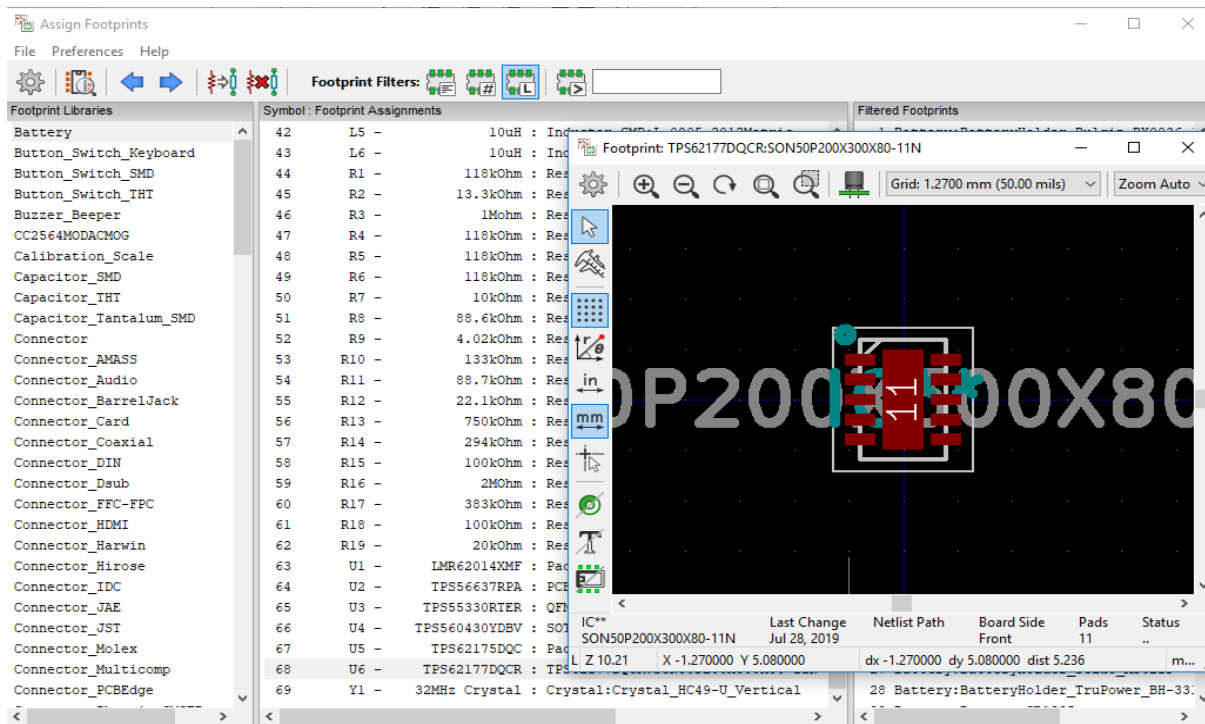 Assign Footprints
File Preferences Help
Footprint Filters:
Footprint Libraries
Battery
Button_Switch_Keyboard
Button_Switch_SMD
Button_Switch_THT
Buzzer_Beeper
CC2564MODACMOG
Calibration_Scale
Capacitor_SMD
Capacitor_THT
Capacitor_Tantalum_SMD
Connector
Connector_AMASS
Connector_Audio
Connector_BarrelJack
Connector_Card
Connector_Coaxial
Connector_DIN
Connector_Dsub
Connector_FFC-FPC
Connector_HDMI
Connector_Harwin
Connector_Hirose
Connector_IDC
Connector_JAE
Connector_JST
Connector_Molex
Connector_Multicomp
Connector_PCBEdge
Symbol : Footprint Assignments
42 L5 - 10uH :
43 L6 - 10uH : Ind
44 R1 - 118kOhm : Res
45 R2 - 13.3kOhm : Res
46 R3 - 1Mohm : Res
47 R4 - 118kOhm : Res
48 R5 - 118kOhm : Res
49 R6 - 118kOhm : Res
50 R7 - 10kOhm : Res
51 R8 - 88.6kOhm : Res
52 R9 - 4.02kOhm : Res
53 R10 - 133kOhm : Res
54 R11 - 88.7kOhm : Res
55 R12 - 22.1kOhm : Res
56 R13 - 750kOhm : Res
57 R14 - 294kOhm : Res
58 R15 - 100kOhm : Res
59 R16 - 2MOhm : Res
60 R17 - 383kOhm : Res
61 R18 - 100kOhm : Res
62 R19 - 20kOhm : Res
63 U1 - LMR62014XMF : Pac
64 U2 - TPS56637RPA : PCB
65 U3 - TPS55330RTER : QFN
66 U4 - TPS560430YDBV : SOT
67 U5 - TPS62175DQC : Pac
68 U6 - TPS62177DQCR :
69 Y1 - 32MHz Crystal : Crystal:Crystal_HC49-U_Vertical
Filtered Footprints
28 Battery:BatteryHolder_TruPower_BH-331
Footprint: TPS62177DQCR:SON50P200X300X80-11N
Grid: 1.2700 mm (50.00 mils)
Zoom Auto
in
mm
0P200X300X80
11
IC**
SON50P200X300X80-11N
Last Change
Jul 28, 2019
Netlist Path
Board Side
Front
Pads
11
Status
..
L Z 10.21 X -1.270000 Y 5.080000 dx -1.270000 dy 5.080000 dist 5.236 m...